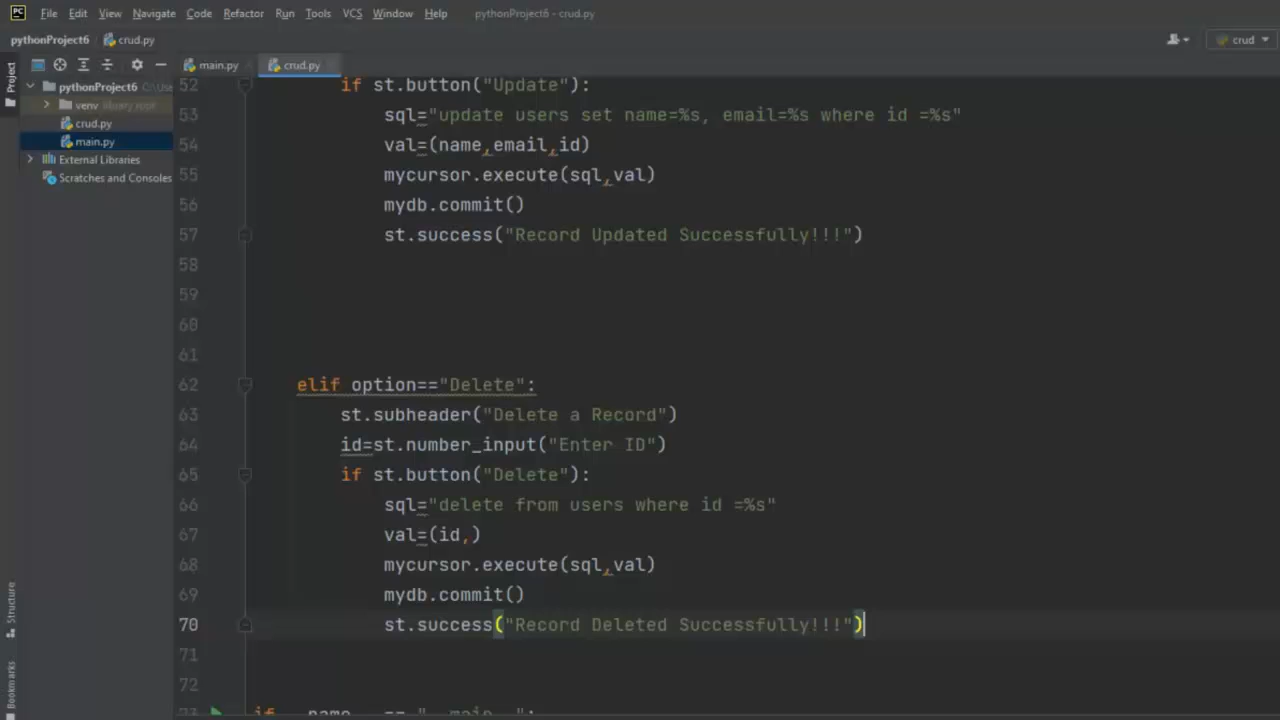 PC File Edit View Navigate Code Refactor Run Tools VCS Window Help pythonProject6 - crud.py
pythonProject6 crud.py crud
Project main.py crud.py
pythonProject6 C:\Use
venv library root
crud.py
main.py
External Libraries
Scratches and Consoles
Structure
Bookmarks
52 if st.button("Update"):
53 sql="update users set name=%s, email=%s where id =%s"
54 val=(name,email,id)
55 mycursor.execute(sql,val)
56 mydb.commit()
57 st.success("Record Updated Successfully!!!")
58
59
60
61
62 elif option=="Delete":
63 st.subheader("Delete a Record")
64 id=st.number_input("Enter ID")
65 if st.button("Delete"):
66 sql="delete from users where id =%s"
67 val=(id,)
68 mycursor.execute(sql,val)
69 mydb.commit()
70 st.success("Record Deleted Successfully!!!")
71
72
73 if __name__ == "__main__":